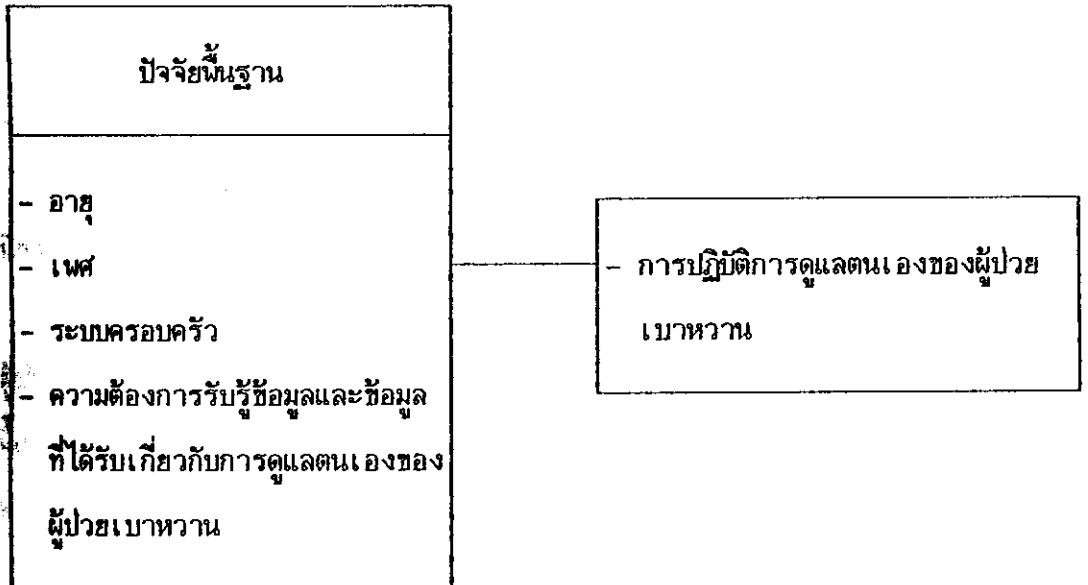 ปัจจัยพื้นฐาน
- อายุ
- เพศ
- ระบบครอบครัว
- ความต้องการรับรู้ข้อมูลและข้อมูล
ที่ได้รับเกี่ยวกับการดูแลตนเองของ
ผู้ป่วยเบาหวาน
- การปฏิบัติการดูแลตนเองของผู้ป่วย
เบาหวาน